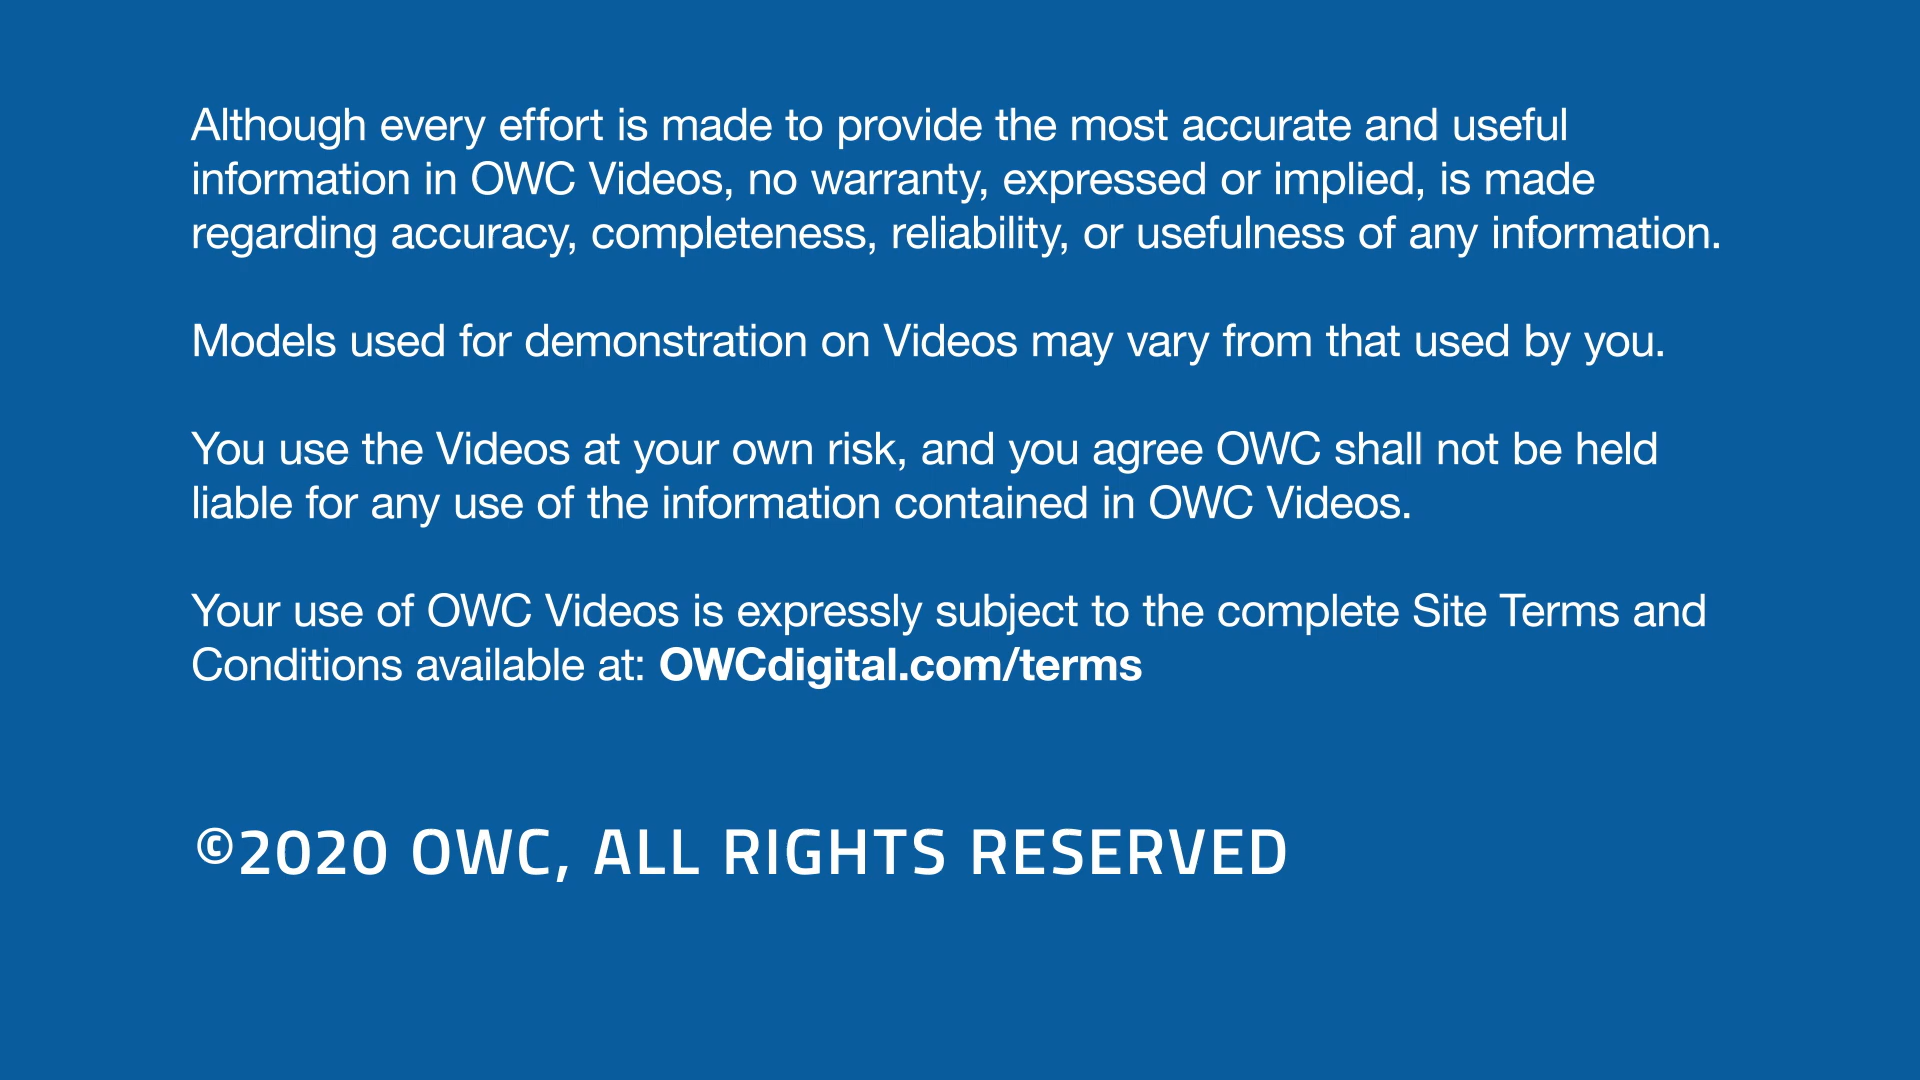 Although every effort is made to provide the most accurate and useful
information in OWC Videos, no warranty, expressed or implied, is made
regarding accuracy, completeness, reliability, or usefulness of any information.
Models used for demonstration on Videos may vary from that used by you.
You use the Videos at your own risk, and you agree OWC shall not be held
liable for any use of the information contained in OWC Videos.
Your use of OWC Videos is expressly subject to the complete Site Terms and
Conditions available at: OWCdigital.com/terms
©2020 OWC, ALL RIGHTS RESERVED